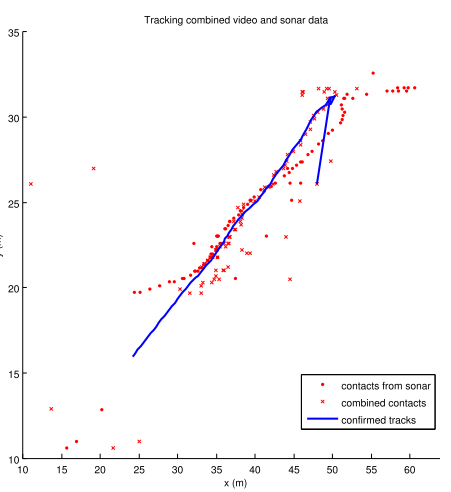 Tracking combined video and sonar data
35
30
25
20
15
10
10
15
20
25
30
35
40
45
50
55
60
x (m)
y (m)
contacts from sonar
combined contacts
confirmed tracks